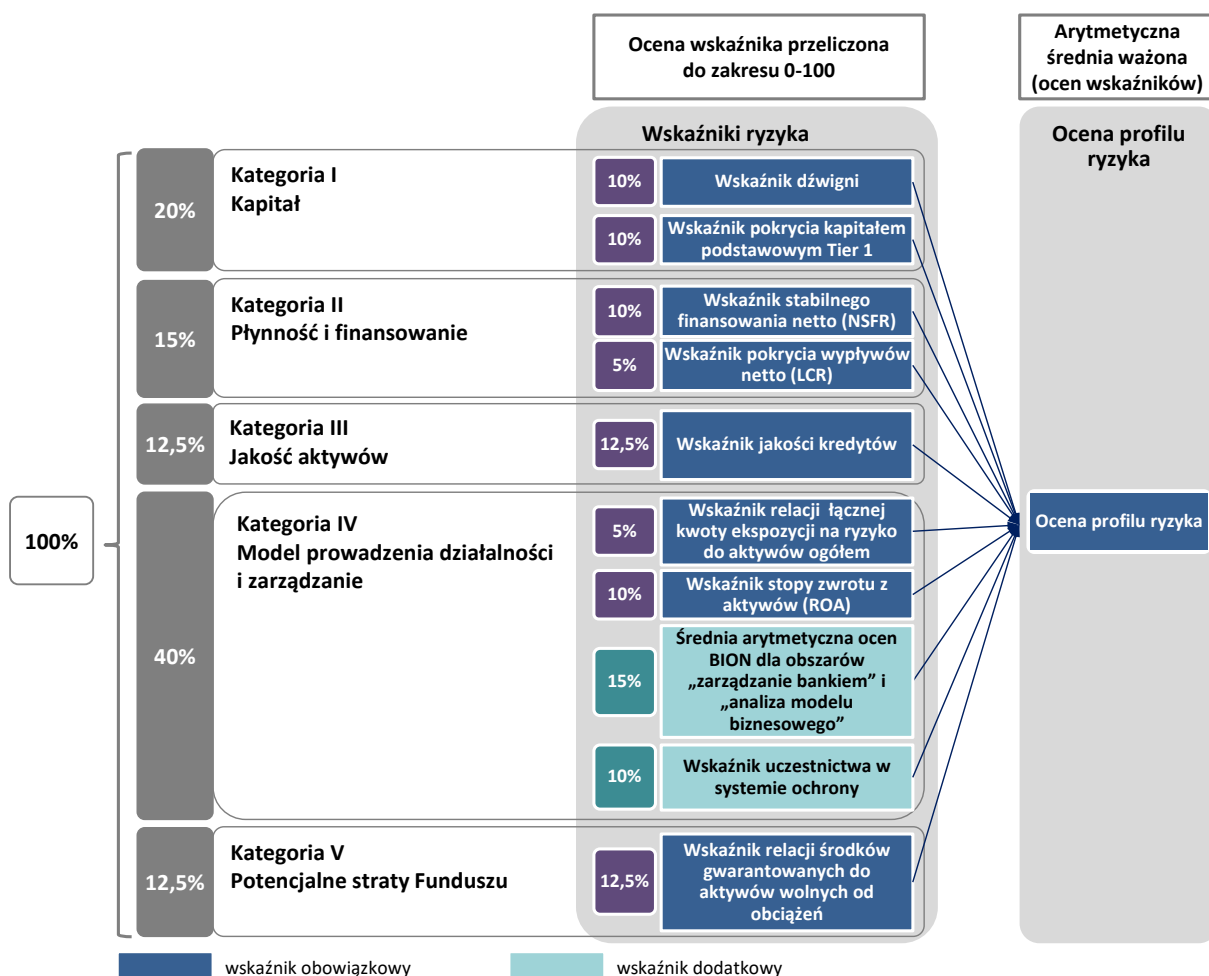 Ocena wskaźnika przeliczona
do zakresu 0-100
Arytmetyczna
średnia ważona
(ocen wskaźników)
Wskaźniki ryzyka
Ocena profilu
ryzyka
100%
20%
Kategoria I
Kapitał
10%
Wskaźnik dźwigni
10%
Wskaźnik pokrycia kapitałem
podstawowym Tier 1
15%
Kategoria II
Płynność i finansowanie
10%
Wskaźnik stabilnego
finansowania netto (NSFR)
5%
Wskaźnik pokrycia wypływów
netto (LCR)
12,5%
Kategoria III
Jakość aktywów
12,5%
Wskaźnik jakości kredytów
40%
Kategoria IV
Model prowadzenia działalności
i zarządzanie
5%
Wskaźnik relacji łącznej
kwoty ekspozycji na ryzyko
do aktywów ogółem
10%
Wskaźnik stopy zwrotu z
aktywów (ROA)
15%
Średnia arytmetyczna ocen
BION dla obszarów
„zarządzanie bankiem” i
„analiza modelu
biznesowego”
10%
Wskaźnik uczestnictwa w
systemie ochrony
12,5%
Kategoria V
Potencjalne straty Funduszu
12,5%
Wskaźnik relacji środków
gwarantowanych do
aktywów wolnych od
obciążeń
Ocena profilu ryzyka
wskaźnik obowiązkowy
wskaźnik dodatkowy